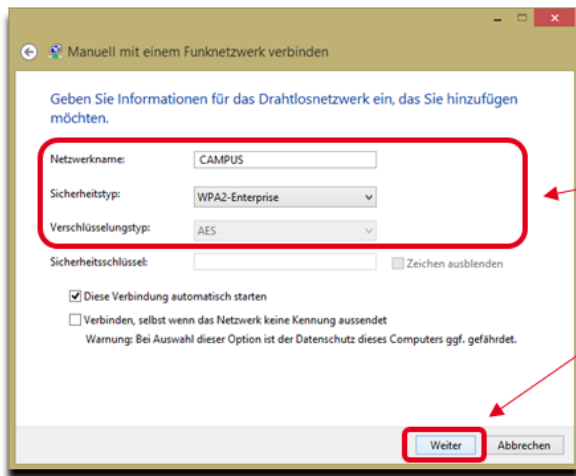 Manuell mit einem Funknetzwerk verbinden
Geben Sie Informationen für das Drahtlosnetzwerk ein, das Sie hinzufügen
möchten.
Netzwerkname: CAMPUS
Sicherheitstyp: WPA2-Enterprise
Verschlüsselungstyp: AES
Sicherheitsschlüssel: Zeichen ausblenden
Diese Verbindung automatisch starten
Verbinden, selbst wenn das Netzwerk keine Kennung aussendet
Warnung: Bei Auswahl dieser Option ist der Datenschutz dieses Computers ggf. gefährdet.
Weiter Abbrechen